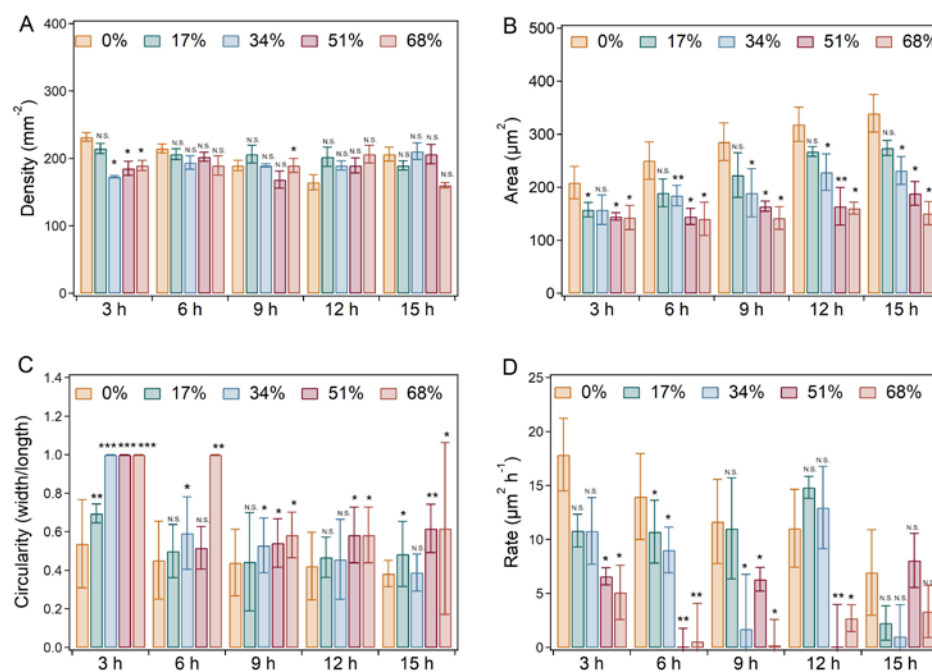 A
0% 17% 34% 51% 68%
Density (mm⁻²)
400
300
200
100
0
N.S. * * *
N.S. N.S. N.S. N.S.
N.S. N.S. N.S. *
N.S. N.S. N.S. N.S.
N.S. N.S. N.S. N.S.
3 h 6 h 9 h 12 h 15 h
B
0% 17% 34% 51% 68%
Area (μm²)
500
400
300
200
100
0
* N.S. * *
N.S. ** * *
N.S. * * *
N.S. * ** *
N.S. * * *
3 h 6 h 9 h 12 h 15 h
C
0% 17% 34% 51% 68%
Circularity (width/length)
1.4
1.2
1.0
0.8
0.6
0.4
0.2
0.0
** *** *** ***
N.S. * N.S. **
N.S. * * *
N.S. N.S. * *
* N.S. ** *
3 h 6 h 9 h 12 h 15 h
D
0% 17% 34% 51% 68%
Rate (μm² h⁻¹)
25
20
15
10
5
0
N.S. N.S. * *
* * ** **
N.S. * * *
N.S. N.S. ** *
N.S. N.S. N.S. N.S.
3 h 6 h 9 h 12 h 15 h